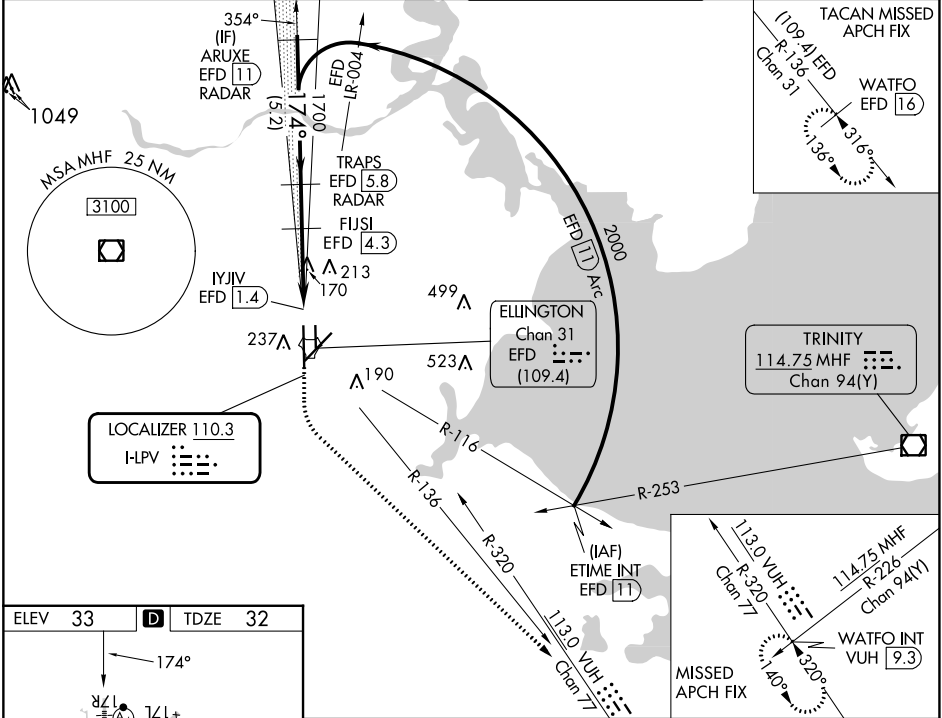 354°
(IF)
ARUXE
EFD 11
RADAR
1049
174°
(5.2)
1700
EFD
LR-004
TRAPS
EFD 5.8
RADAR
FIJSI
EFD 4.3
213
170
IYJIV
EFD 1.4
MSA MHF 25 NM
3100
2000
EFD 11 Arc
499
237
523
190
ELLINGTON
Chan 31
EFD
(109.4)
TRINITY
114.75 MHF
Chan 94(Y)
LOCALIZER 110.3
I-LPV
R-116
R-136
R-253
R-320
(IAF)
ETIME INT
EFD 11
113.0 VUH
Chan 77
TACAN MISSED
APCH FIX
(109.4) EFD
R-136
Chan 31
WATFO
EFD 16
316°
136°
113.0 VUH
R-320
Chan 77
114.75 MHF
R-226
Chan 94(Y)
WATFO INT
VUH 9.3
140°
320°
MISSED
APCH FIX
ELEV 33
D
TDZE 32
174°
17R
17L